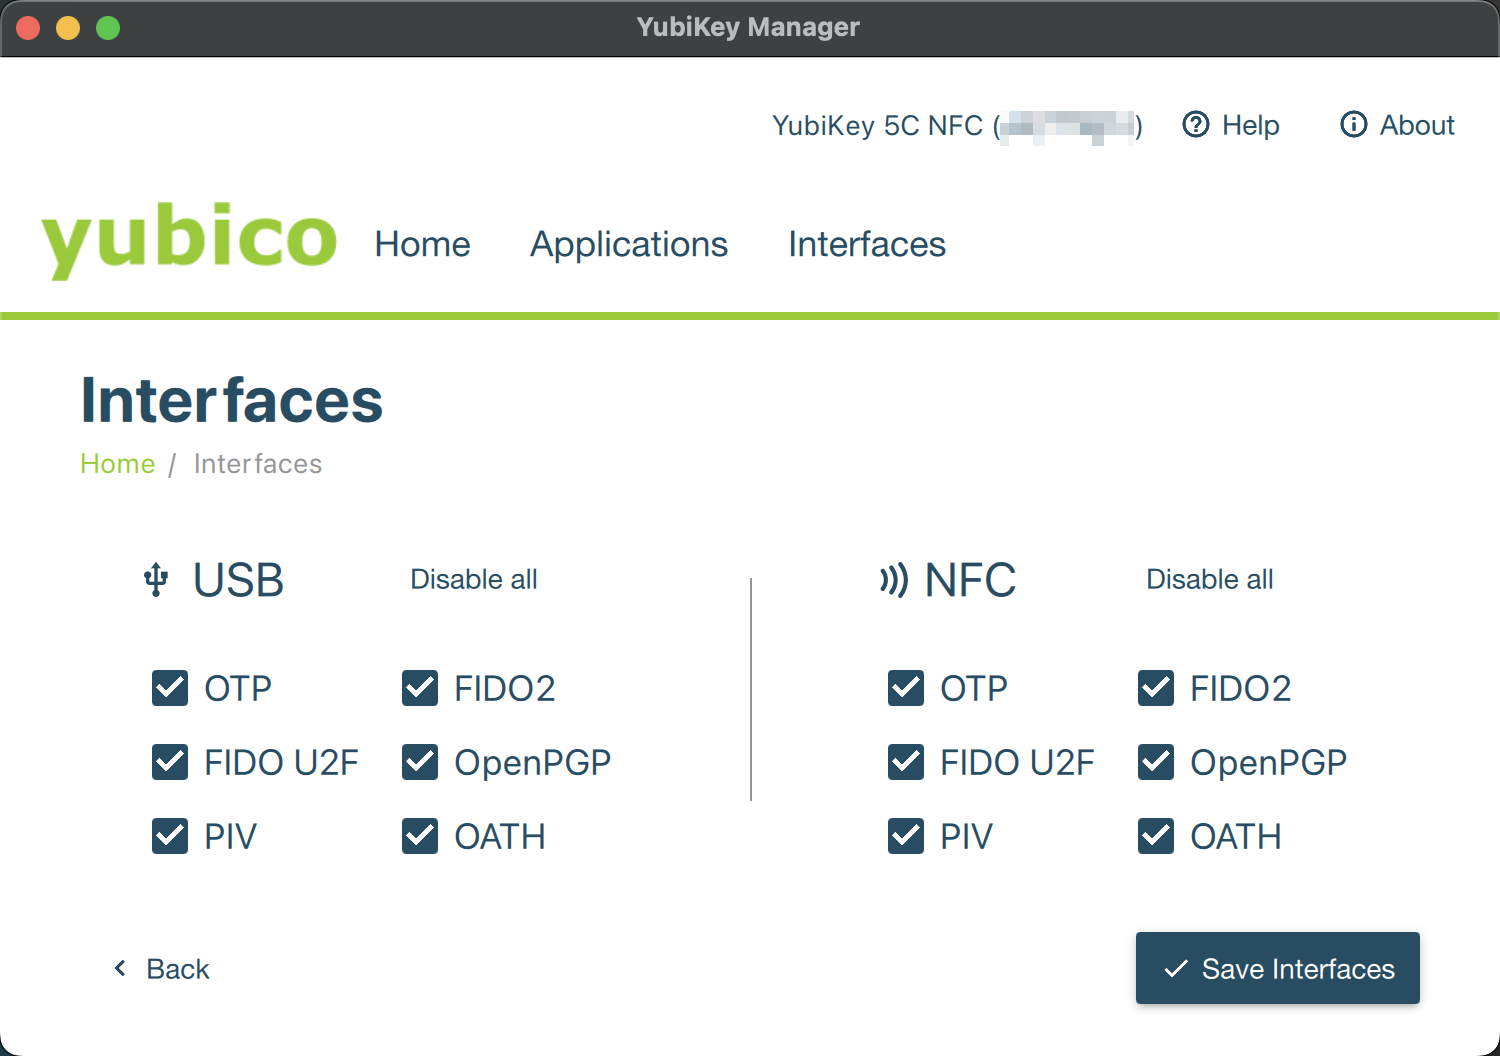 YubiKey Manager
YubiKey 5C NFC ( ) Help About
yubico Home Applications Interfaces
Interfaces
Home / Interfaces
USB Disable all NFC Disable all
OTP FIDO2 OTP FIDO2
FIDO U2F OpenPGP FIDO U2F OpenPGP
PIV OATH PIV OATH
Back Save Interfaces